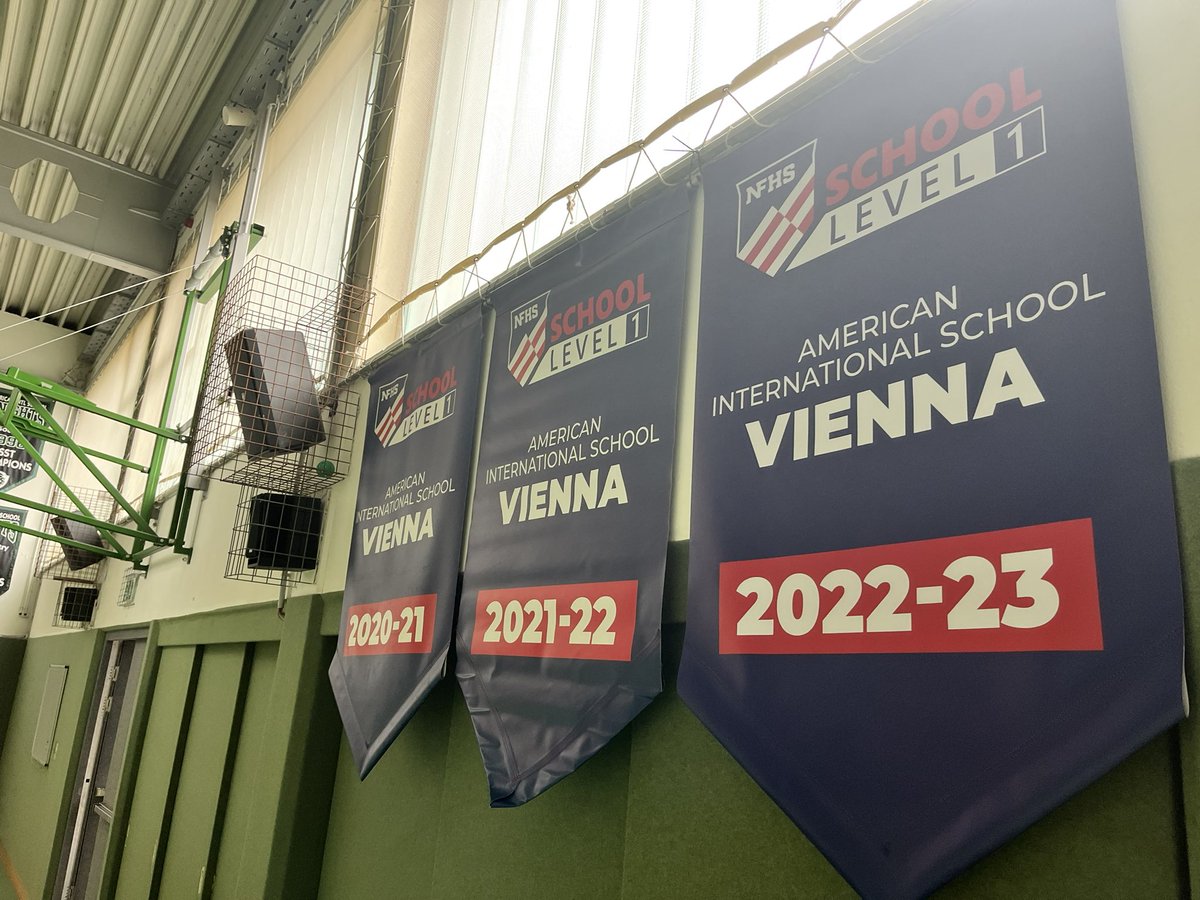 NFHS
SCHOOL
LEVEL 1
AMERICAN
INTERNATIONAL SCHOOL
VIENNA
2020-21
NFHS
SCHOOL
LEVEL 1
AMERICAN
INTERNATIONAL SCHOOL
VIENNA
2021-22
NFHS
SCHOOL
LEVEL 1
AMERICAN
INTERNATIONAL SCHOOL
VIENNA
2022-23